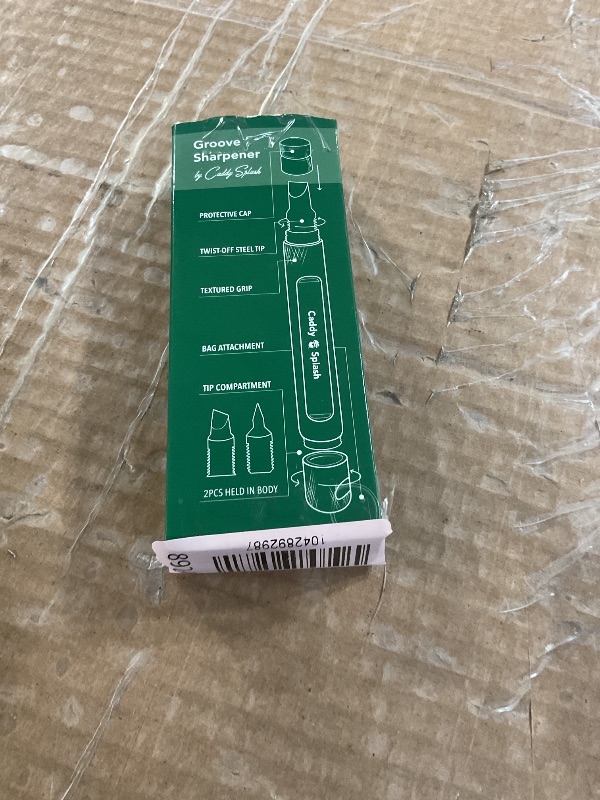 Groove
Sharpener
by Caddy Splash
PROTECTIVE CAP
TWIST-OFF STEEL TIP
TEXTURED GRIP
BAG ATTACHMENT
TIP COMPARTMENT
2PCS HELD IN BODY
Caddy Splash
1042892987